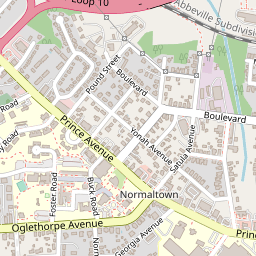 Loop 10
Abbeville Subdivisi
Pound Street
Boulevard
Boulevard
Road
Prince Avenue
Yonah Avenue
Satula Avenue
Foster Road
Buck Road
Normaltown
Oglethorpe Avenue
Georgia Avenue
Prin